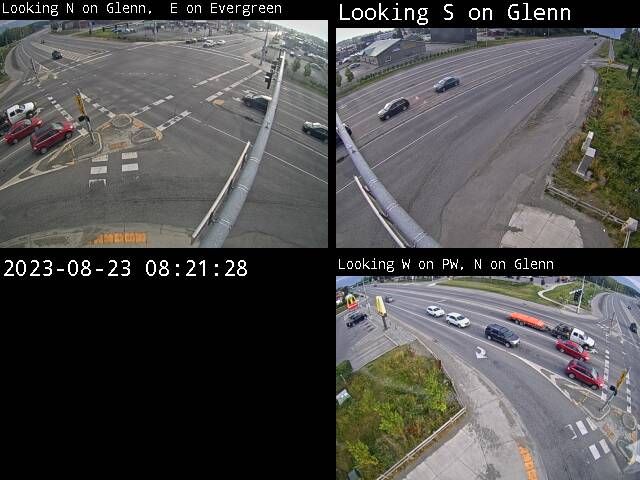 Looking N on Glenn,  E on Evergreen
Looking S on Glenn
2023-08-23 08:21:28
Looking W on PW, N on Glenn